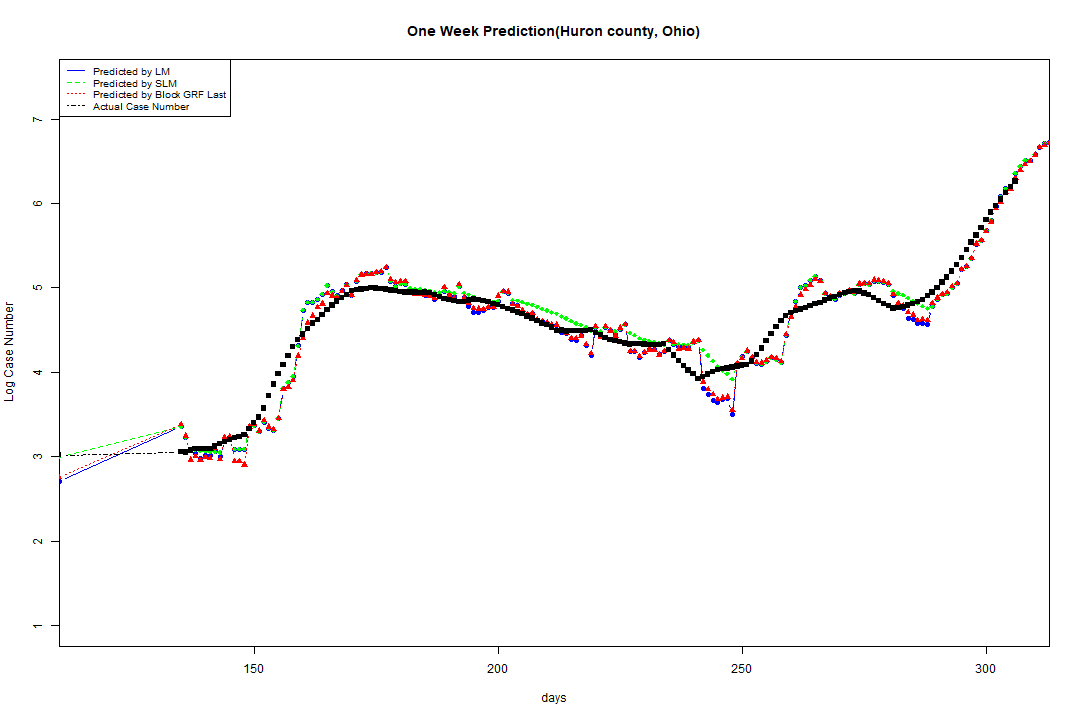 One Week Prediction(Huron county, Ohio)
Predicted by LM
Predicted by SLM
Predicted by Block GRF Last
Actual Case Number
Log Case Number
7
6
5
4
3
2
1
150
200
250
300
days